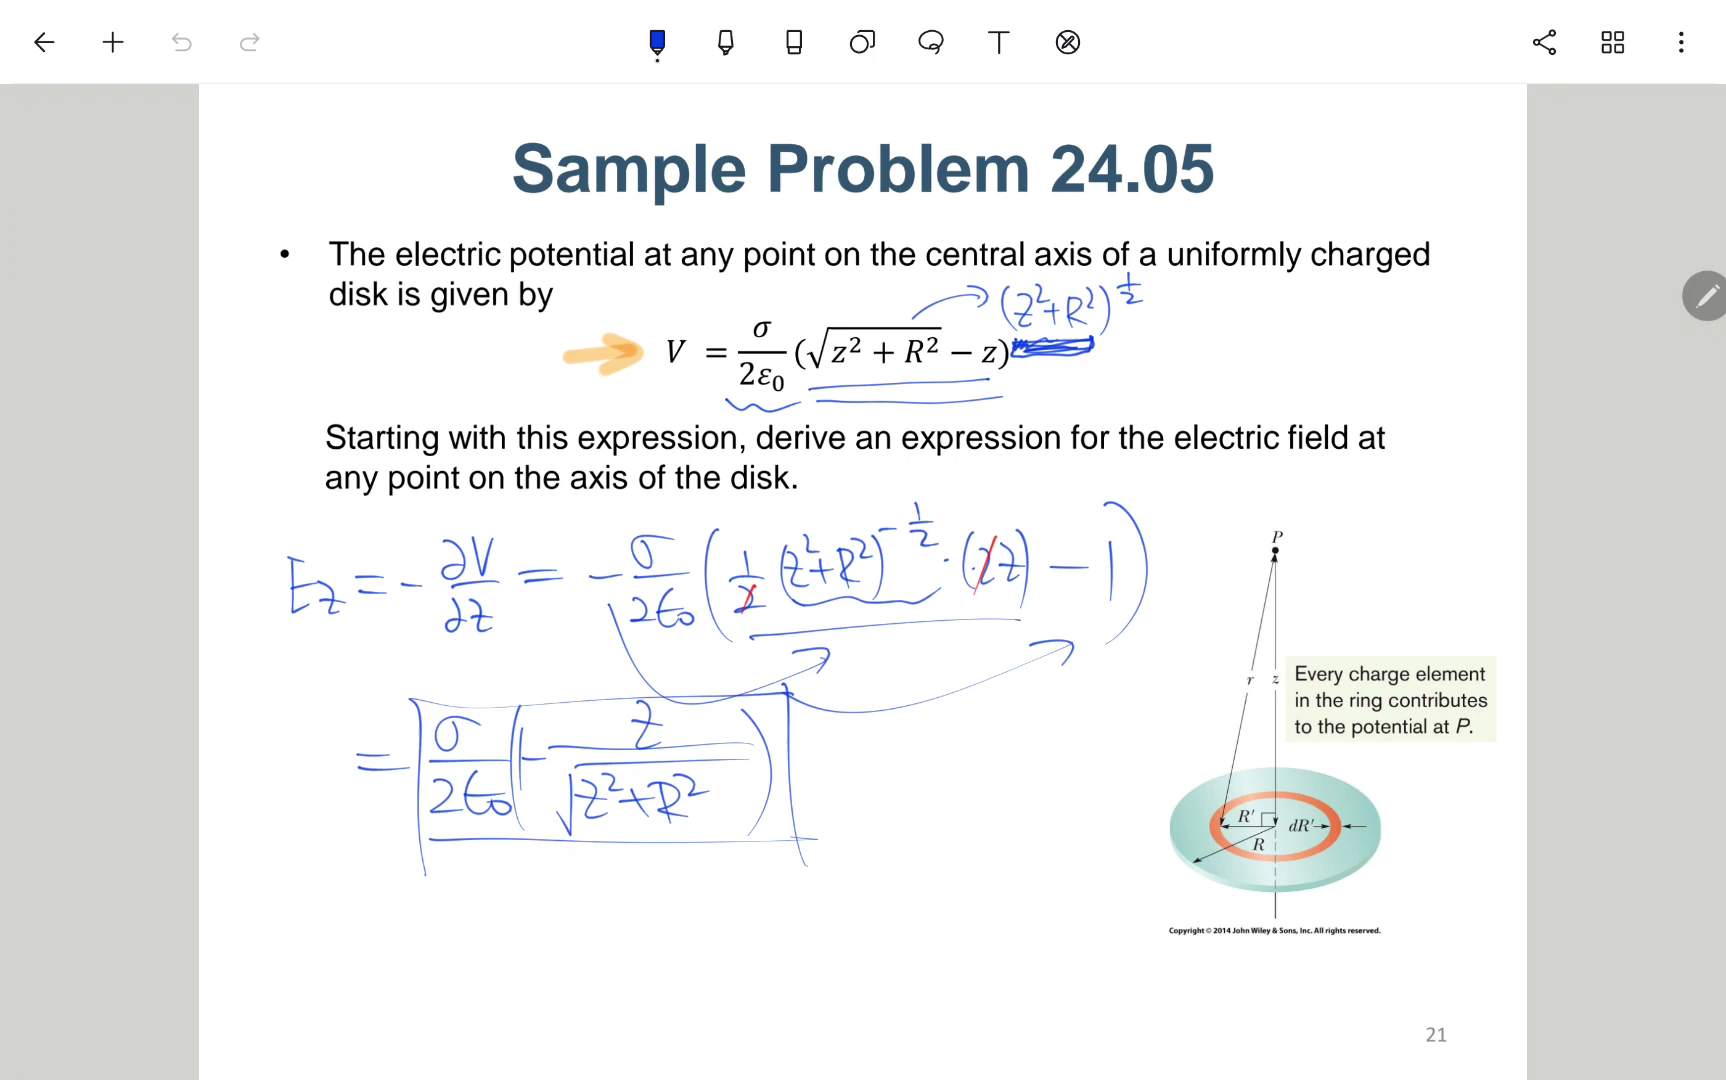 T
Sample Problem 24.05
• The electric potential at any point on the central axis of a uniformly charged
disk is given by
(z²+R²)^½
V = σ/2ε₀ (√z² + R² − z)
Starting with this expression, derive an expression for the electric field at
any point on the axis of the disk.
E_z = − ∂V/∂z = − σ/2ϵ₀ ( 1/2 (z²+R²)^−½ · (2z) − 1 )
= σ/2ϵ₀ ( 1 − z/√z²+R² )
P
r z
Every charge element
in the ring contributes
to the potential at P.
R' dR'
R
Copyright © 2014 John Wiley & Sons, Inc. All rights reserved.
21